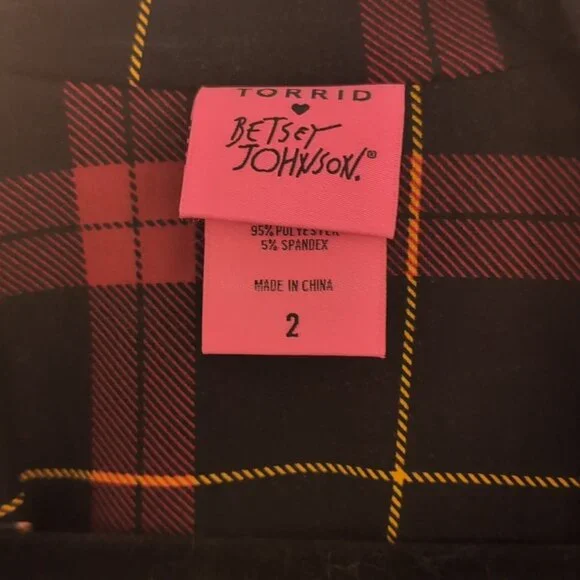 TORRID
BETSEY
JOHNSON.®
95% POLYESTER
5% SPANDEX
MADE IN CHINA
2